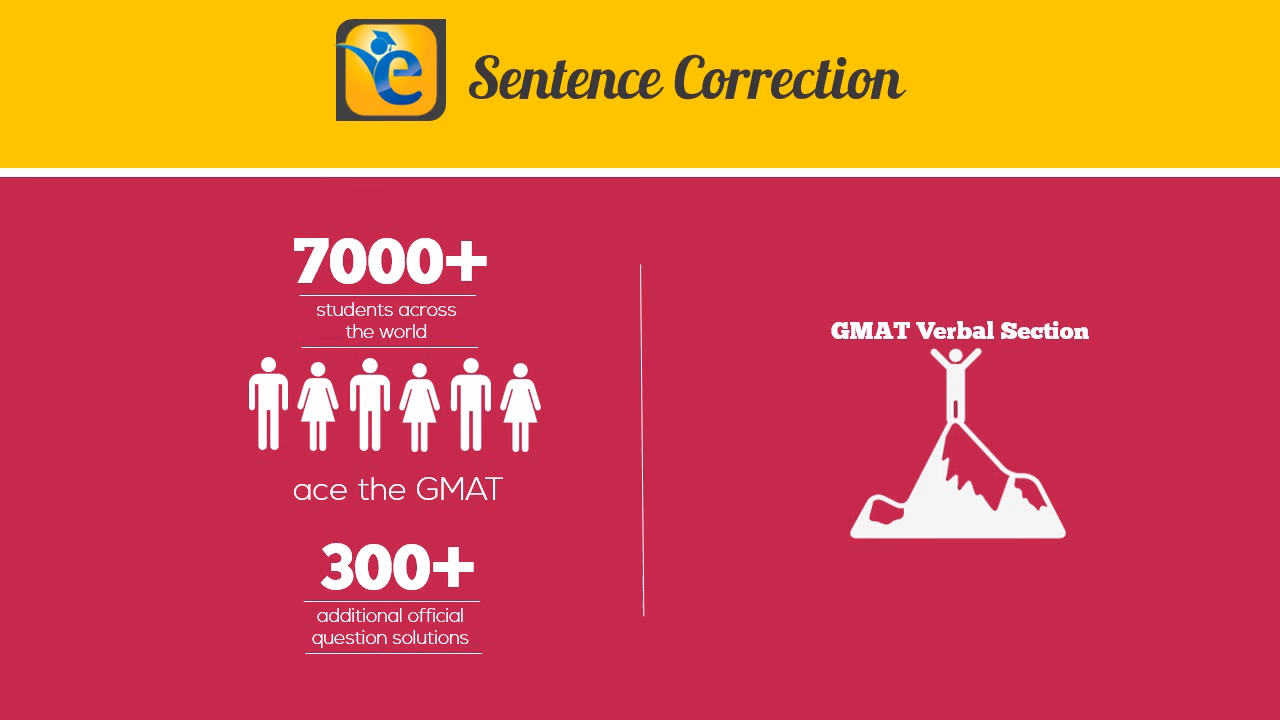 Sentence Correction
7000+
students across
the world
ace the GMAT
300+
additional official
question solutions
GMAT Verbal Section